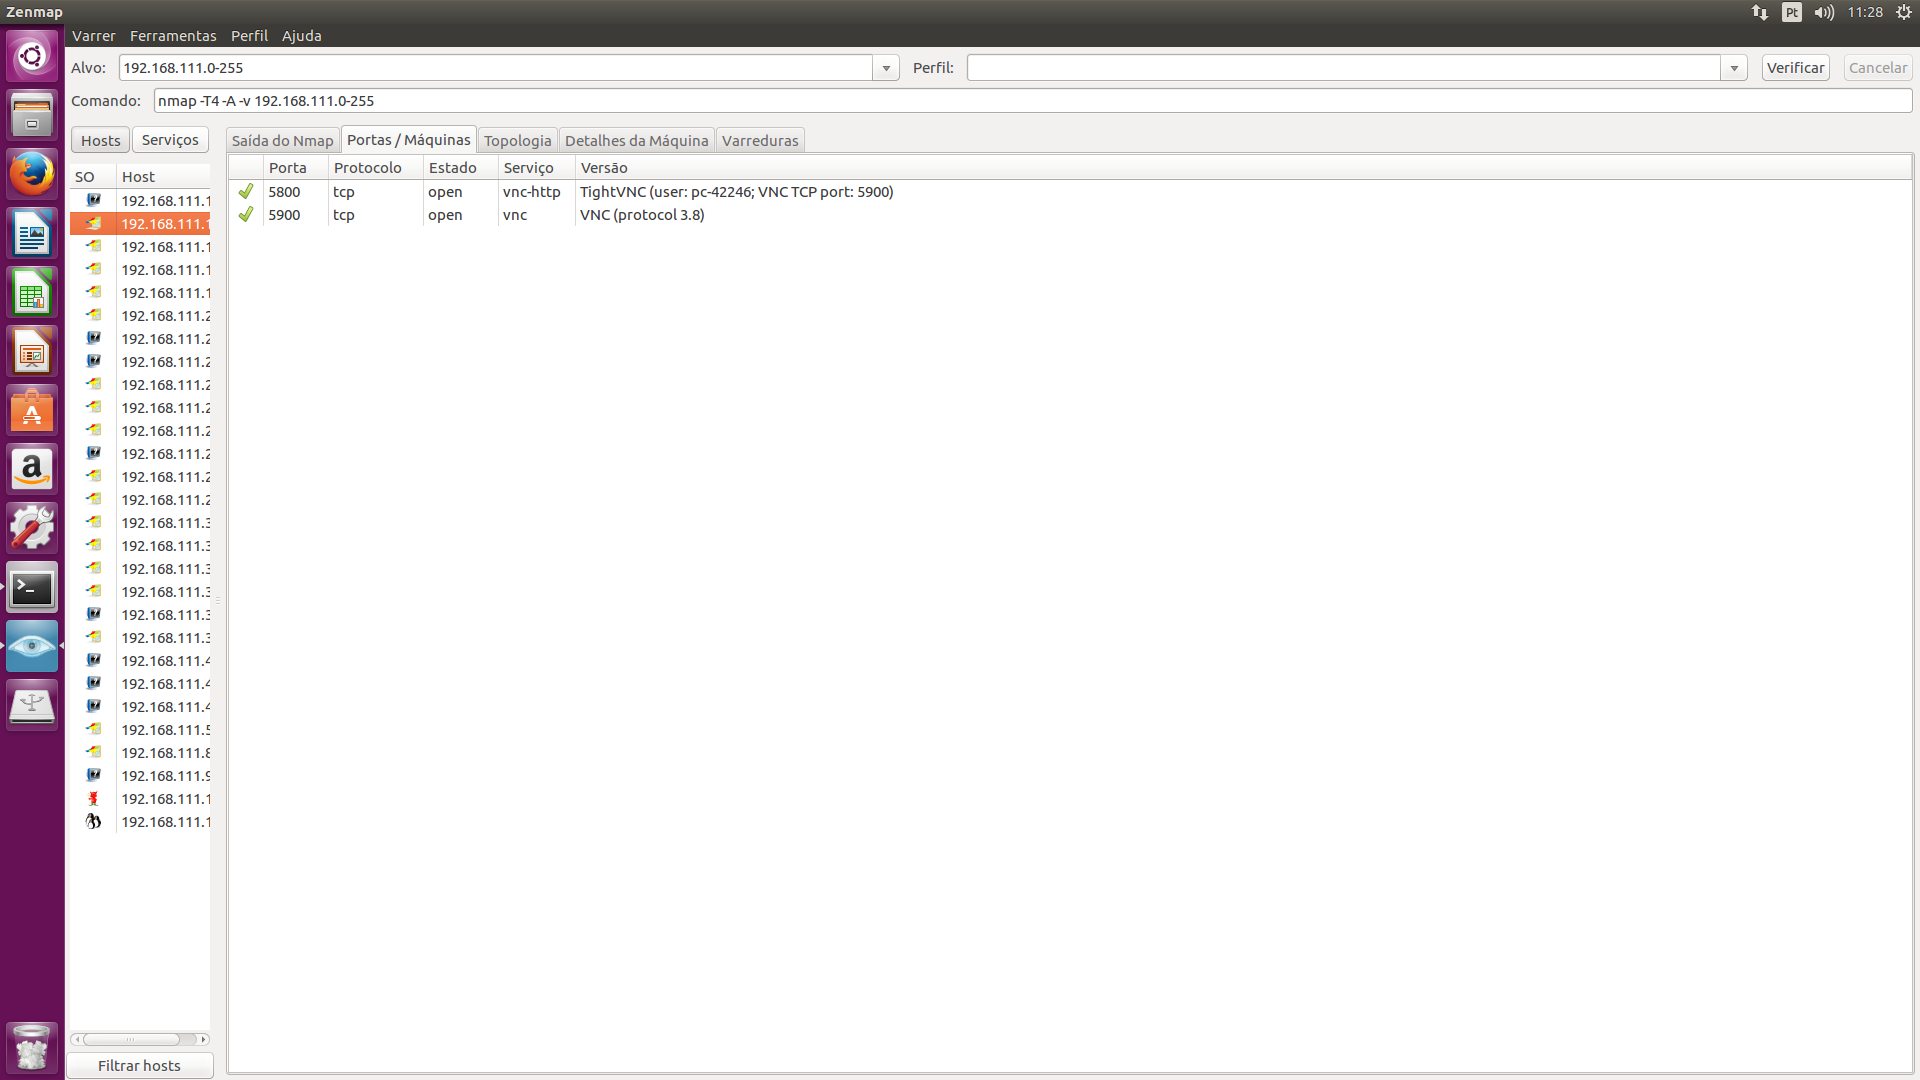 Zenmap
Pt
11:28
Varrer Ferramentas Perfil Ajuda
Alvo: 192.168.111.0-255 Perfil: Verificar Cancelar
Comando: nmap -T4 -A -v 192.168.111.0-255
Hosts Serviços Saída do Nmap Portas / Máquinas Topologia Detalhes da Máquina Varreduras
SO Host
Porta Protocolo Estado Serviço Versão
5800 tcp open vnc-http TightVNC (user: pc-42246; VNC TCP port: 5900)
5900 tcp open vnc VNC (protocol 3.8)
192.168.111.1
192.168.111.1
192.168.111.1
192.168.111.1
192.168.111.1
192.168.111.2
192.168.111.2
192.168.111.2
192.168.111.2
192.168.111.2
192.168.111.2
192.168.111.2
192.168.111.2
192.168.111.2
192.168.111.3
192.168.111.3
192.168.111.3
192.168.111.3
192.168.111.3
192.168.111.3
192.168.111.4
192.168.111.4
192.168.111.4
192.168.111.5
192.168.111.8
192.168.111.9
192.168.111.1
192.168.111.1
Filtrar hosts